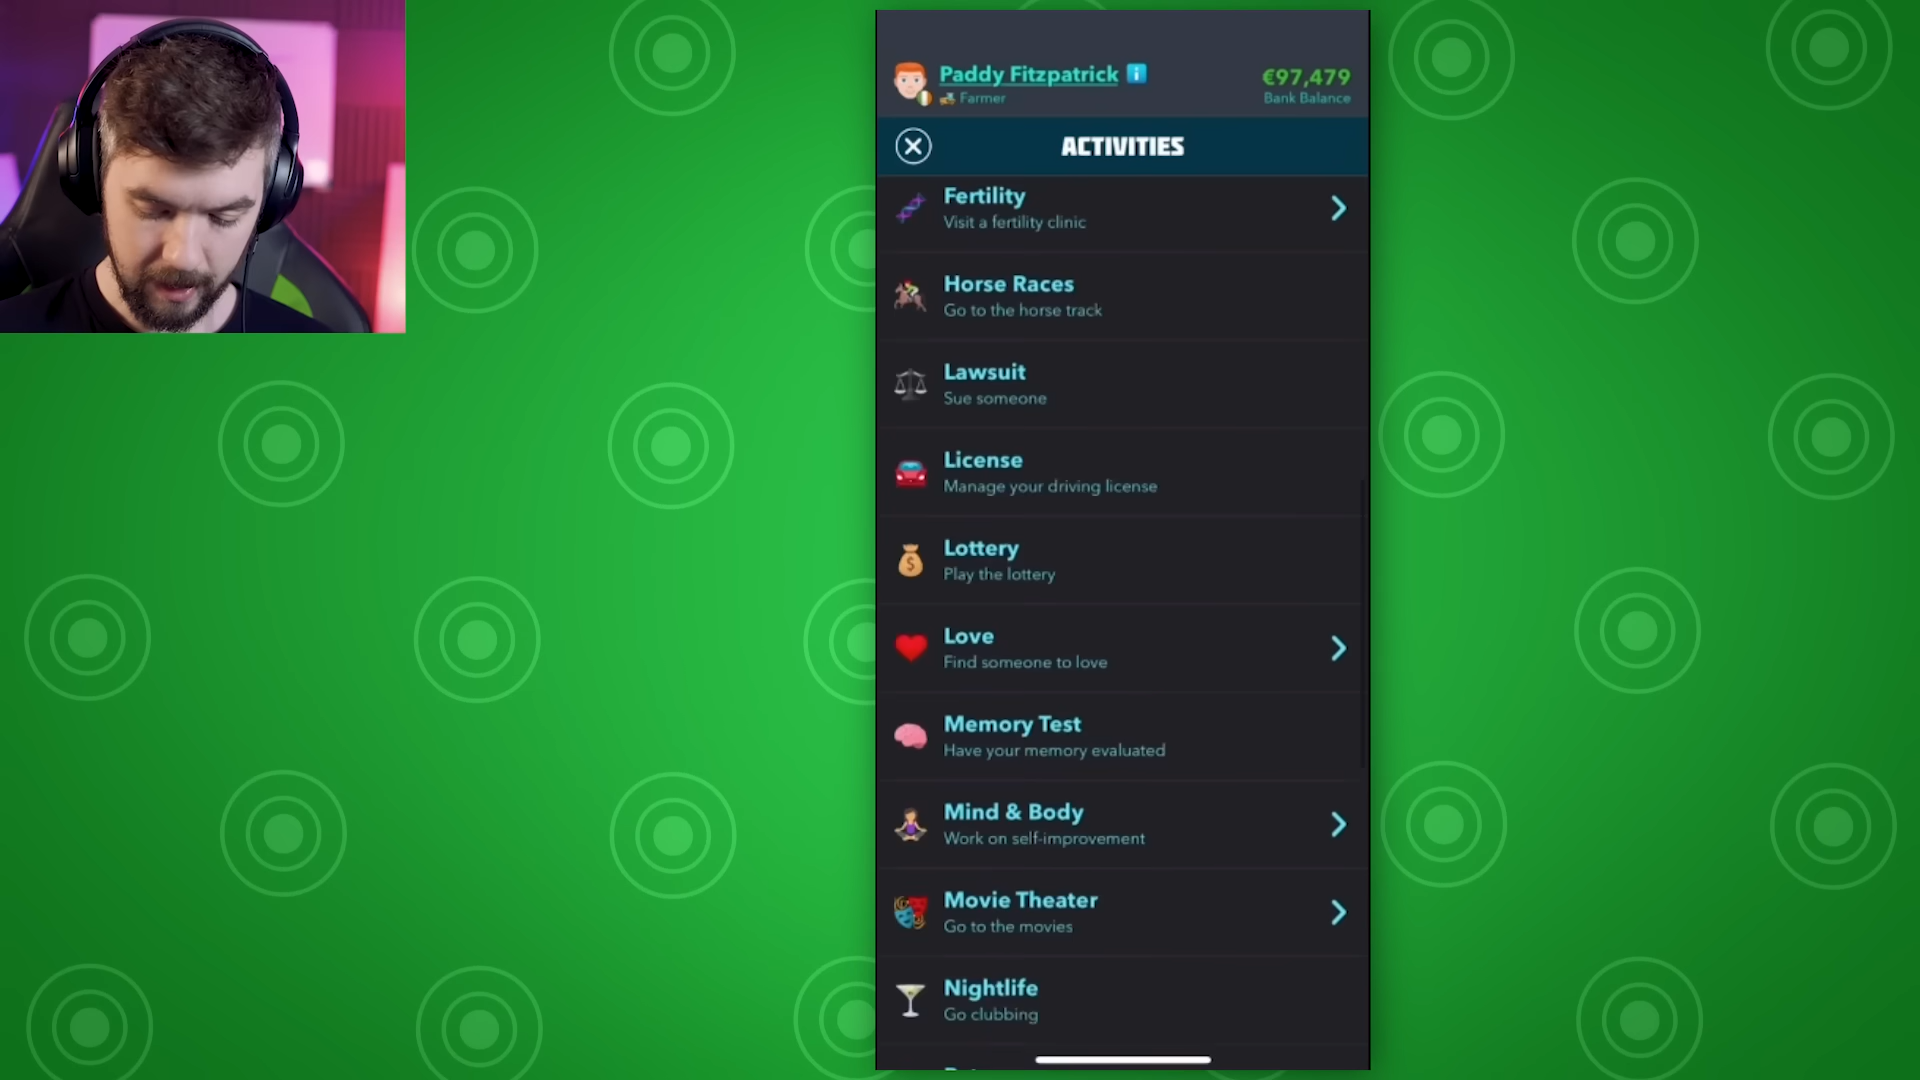 Paddy Fitzpatrick
€97,479
Farmer
Bank Balance
ACTIVITIES
Fertility
Visit a fertility clinic
Horse Races
Go to the horse track
Lawsuit
Sue someone
License
Manage your driving license
$
Lottery
Play the lottery
Love
Find someone to love
Memory Test
Have your memory evaluated
Mind & Body
Work on self-improvement
Movie Theater
Go to the movies
Nightlife
Go clubbing